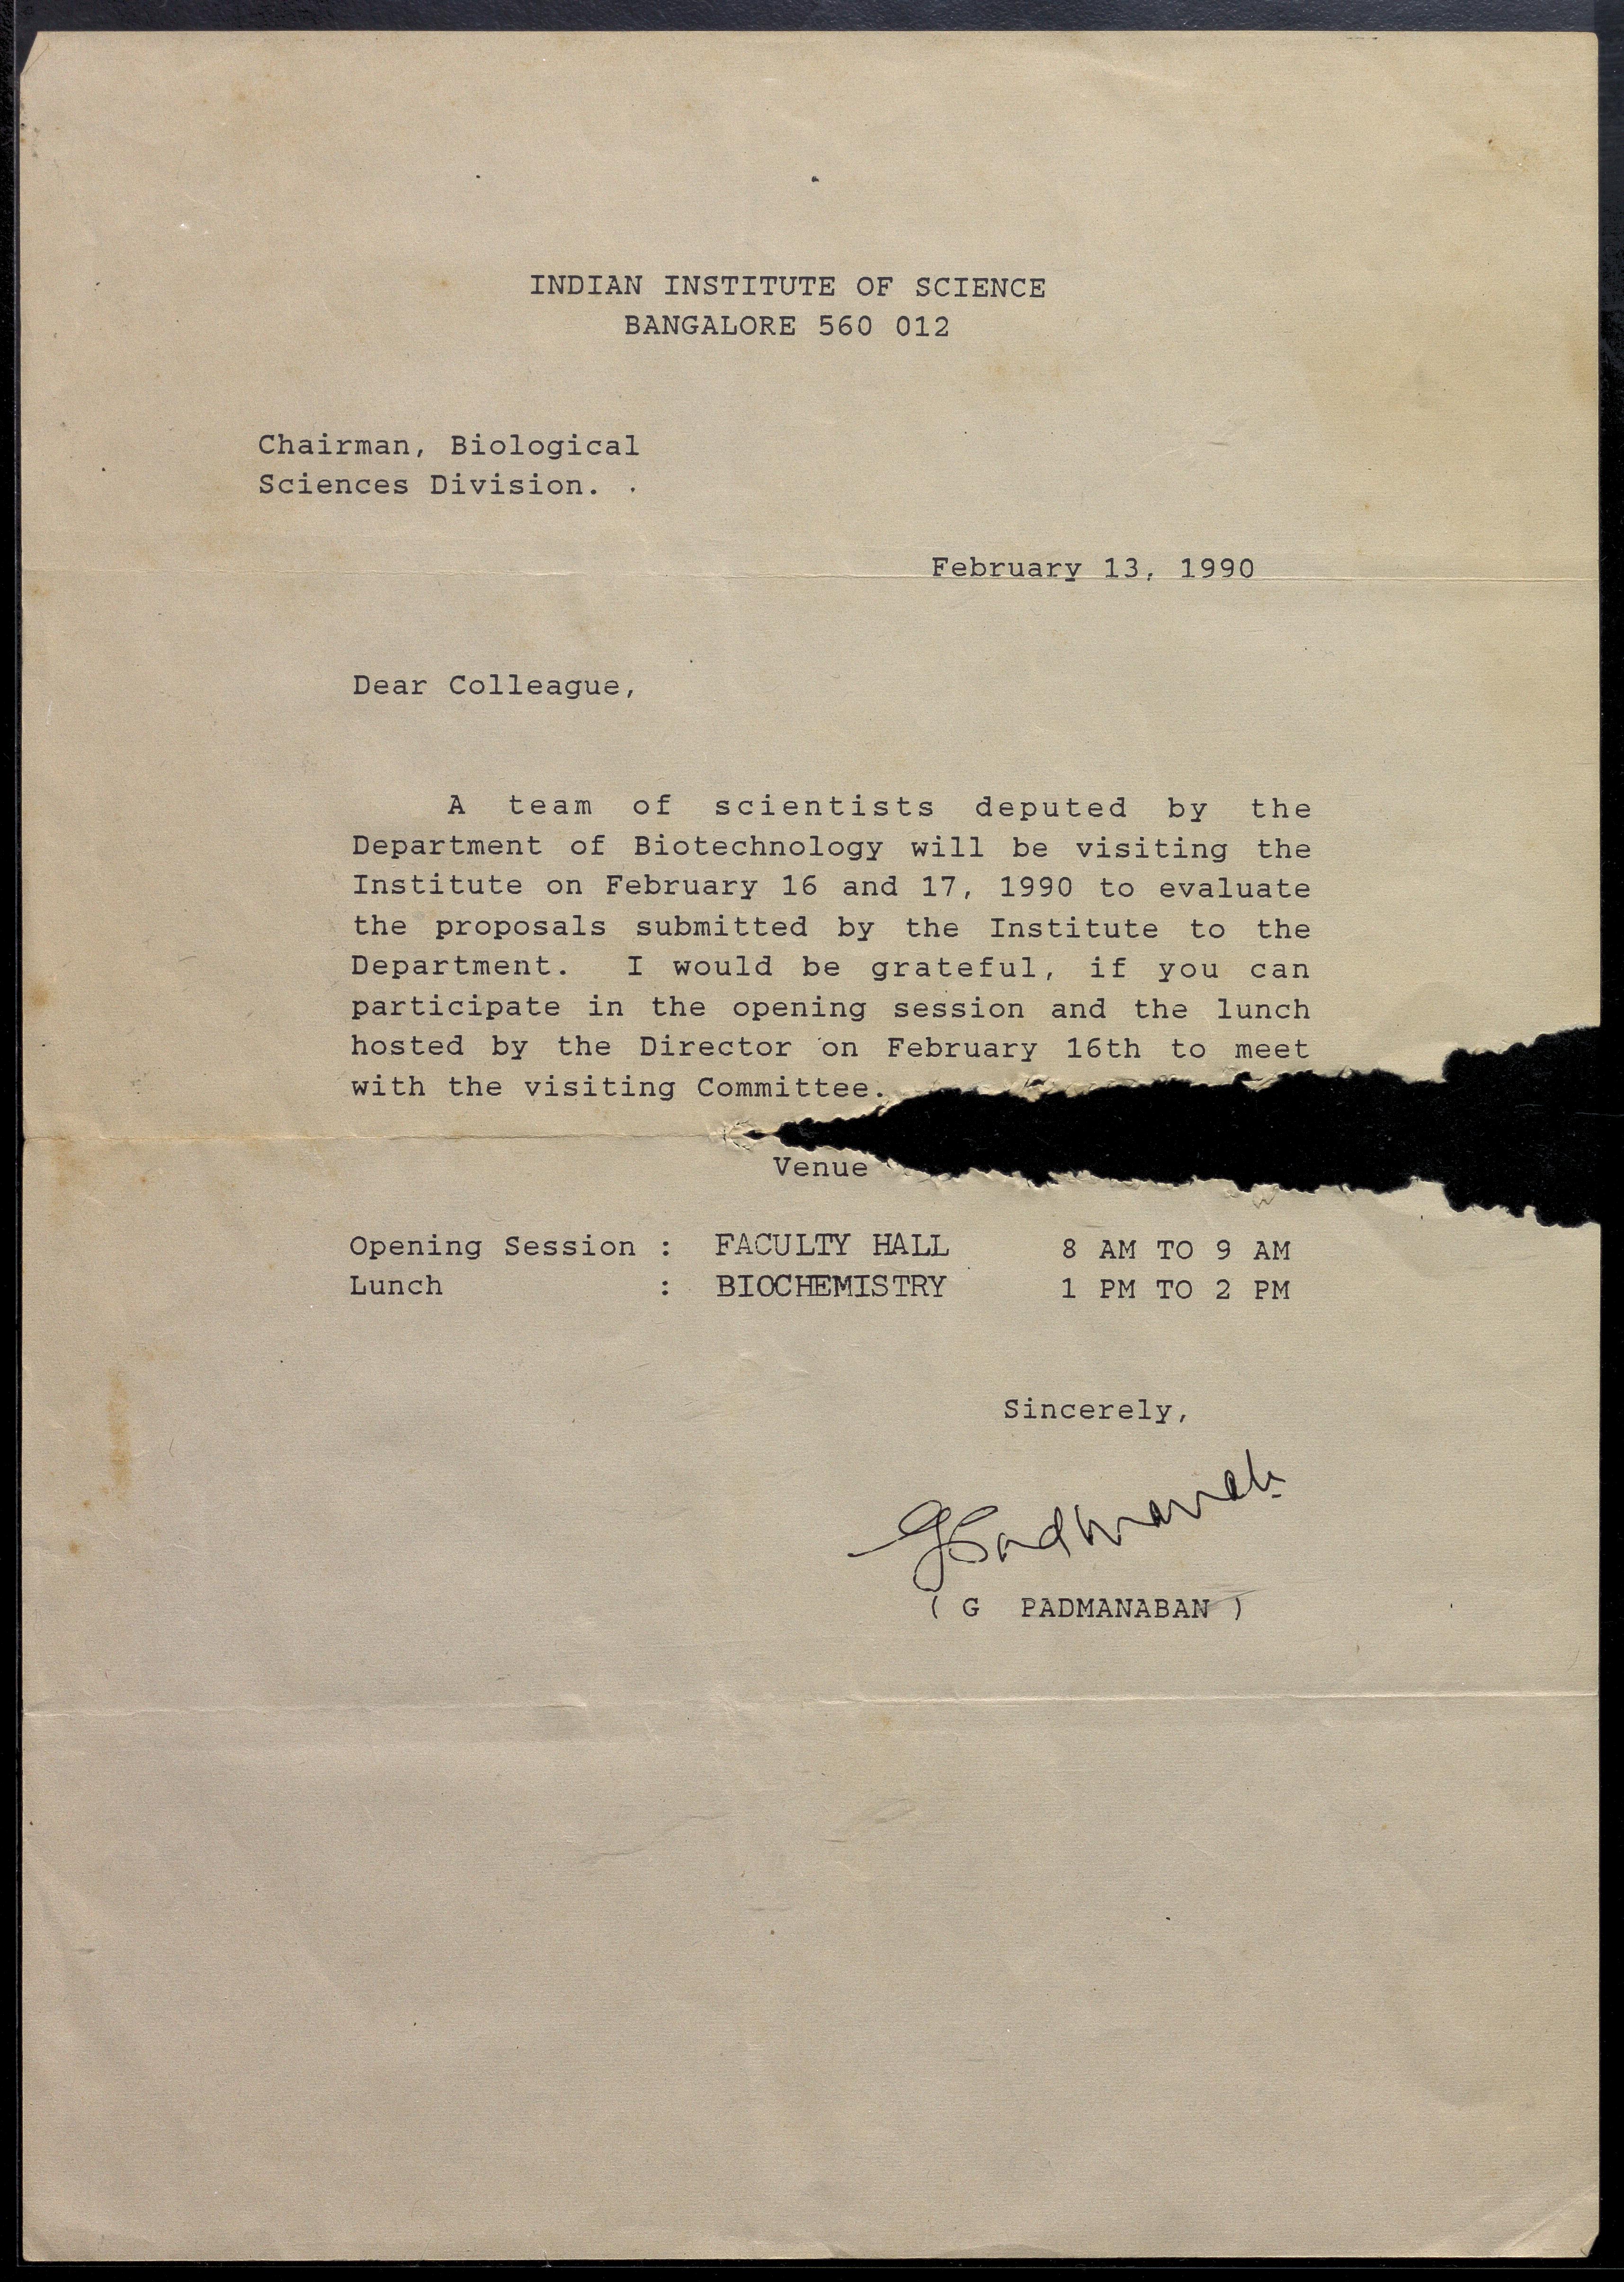 INDIAN INSTITUTE OF SCIENCE
BANGALORE 560 012
Chairman, Biological
Sciences Division.
February 13, 1990
Dear Colleague,
A team of scientists deputed by the
Department of Biotechnology will be visiting the
Institute on February 16 and 17, 1990 to evaluate
the proposals submitted by the Institute to the
Department. I would be grateful, if you can
participate in the opening session and the lunch
hosted by the Director on February 16th to meet
with the visiting Committee.
Venue
Opening Session : FACULTY HALL 8 AM TO 9 AM
Lunch : BIOCHEMISTRY 1 PM TO 2 PM
Sincerely,
( G PADMANABAN )